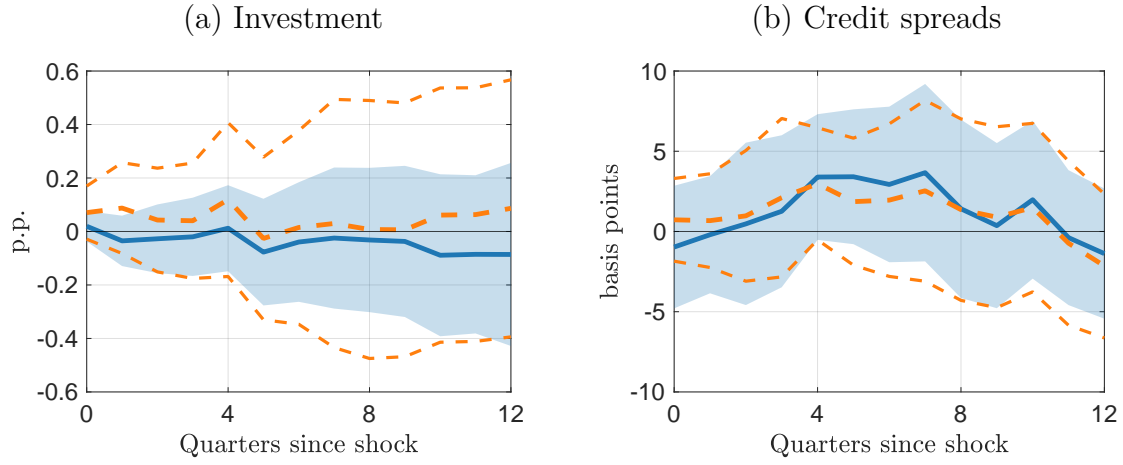 (a) Investment
0.6
0.4
0.2
0
-0.2
-0.4
-0.6
p.p.
0 4 8 12
Quarters since shock
(b) Credit spreads
10
5
0
-5
-10
basis points
0 4 8 12
Quarters since shock